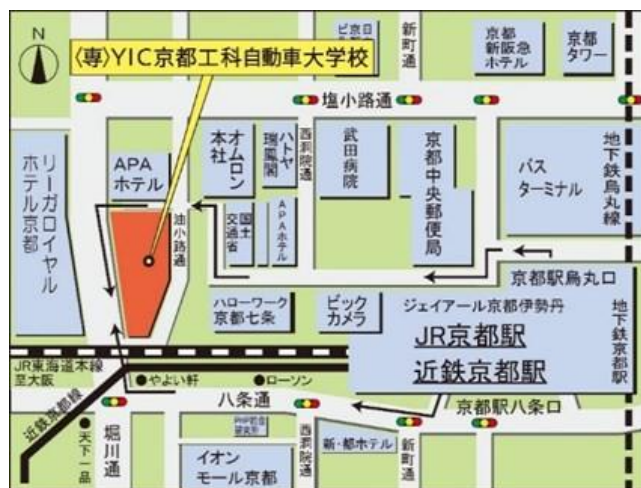 N
〈専〉YIC京都工科自動車大学校
新町通
京都
新阪急
ホテル
京都
タワー
塩小路通
リーガロイヤル
ホテル京都
APA
ホテル
油小路通
オムロン
本社
ハトヤ
瑞鳳閣
西洞院通
武田病院
京都中央郵便局
バス
ターミナル
地下鉄烏丸線
国土
交通省
APAホテル
京都駅烏丸口
ハローワーク
京都七条
ビック
カメラ
ジェイアール京都伊勢丹
JR京都駅
近鉄京都駅
地下鉄京都駅
JR東海道本線
至大阪
近鉄京都線
●やよい軒
●ローソン
八条通
京都駅八条口
●天下一品
堀川通
イオン
モール京都
西洞院通
新・都ホテル
新町通